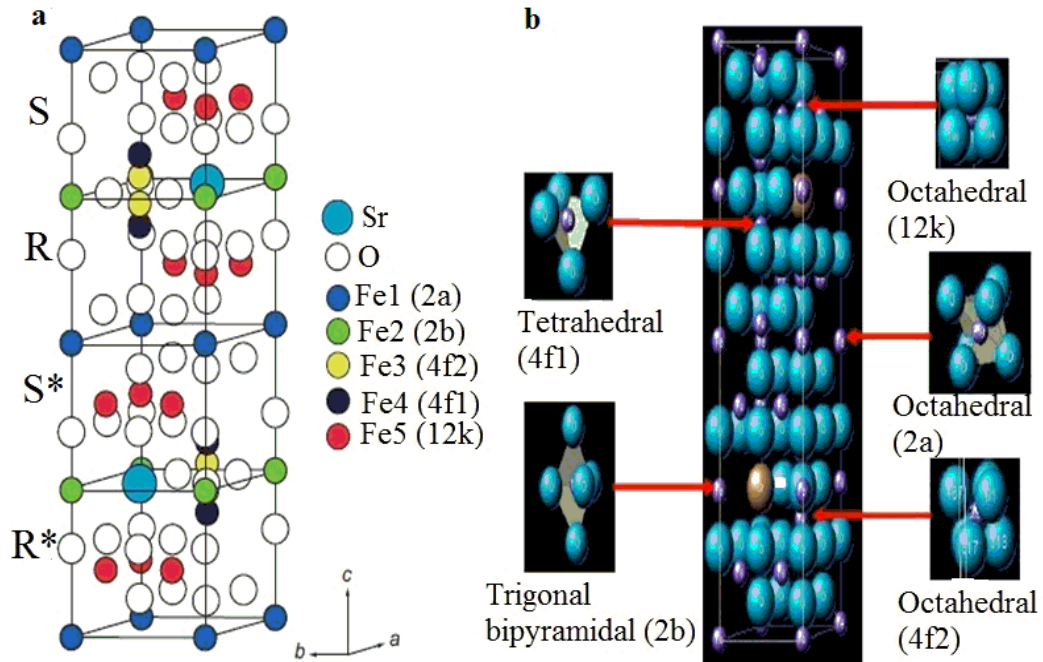 a
S
R
S*
R*
Sr
O
Fe1 (2a)
Fe2 (2b)
Fe3 (4f2)
Fe4 (4f1)
Fe5 (12k)
c
b
a
b
Tetrahedral
(4f1)
Trigonal
bipyramidal (2b)
Octahedral
(12k)
Octahedral
(2a)
Octahedral
(4f2)